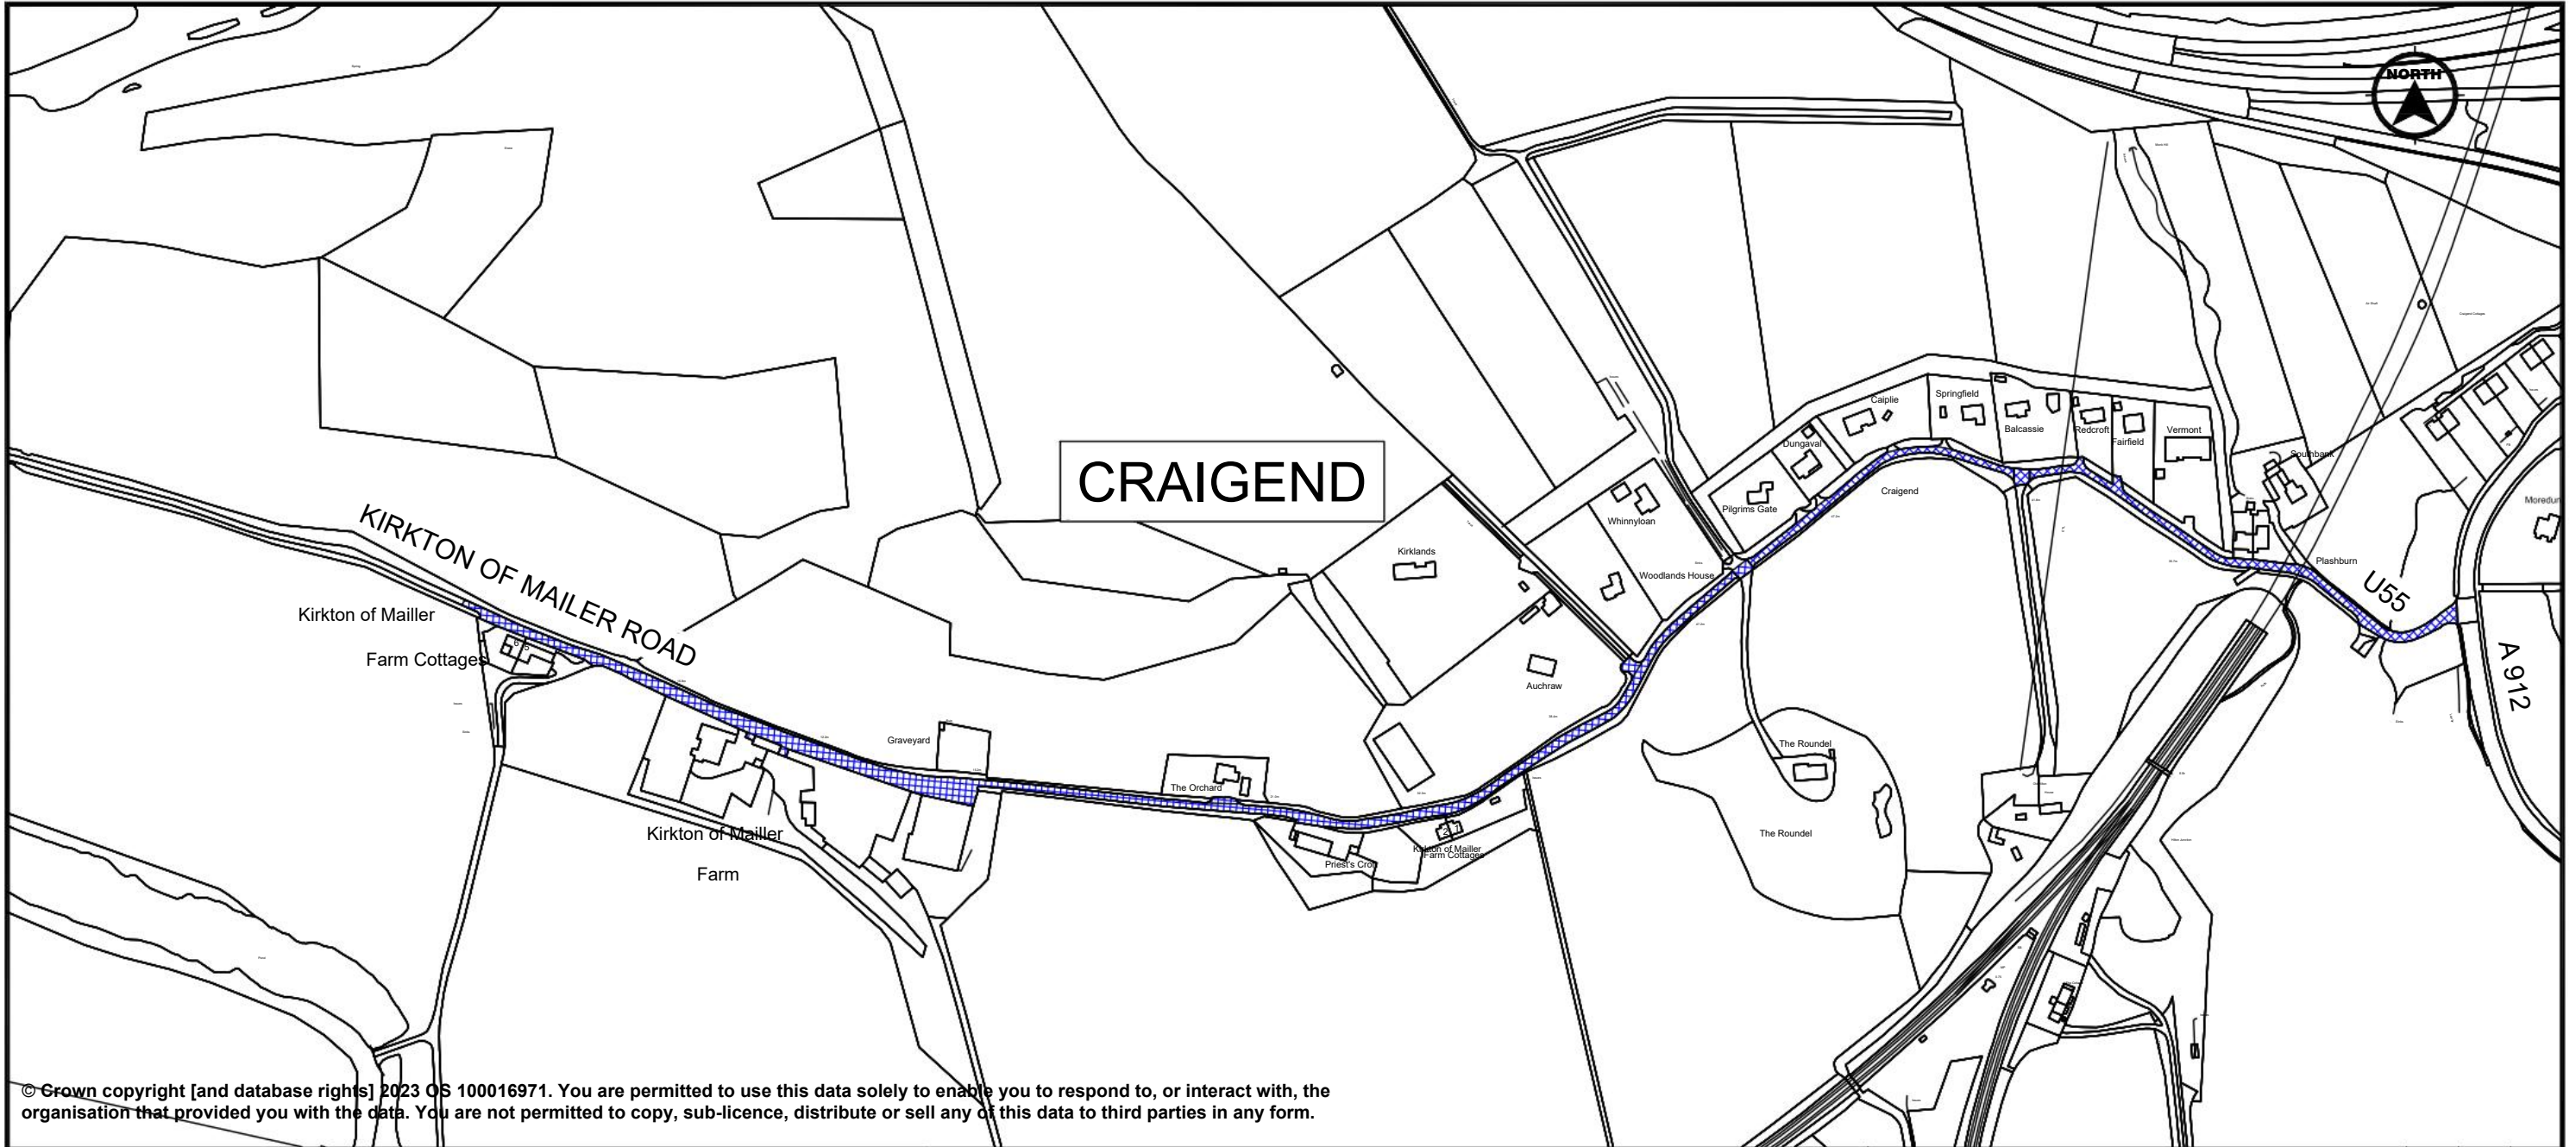 NORTH
Caiplie
Springfield
Balcassie
Redcroft
Fairfield
Vermont
Dungaval
Southbank
CRAIGEND
Craigend
Pilgrims Gate
Whinnyloan
Moredun
Kirklands
Plashburn
Woodlands House
U55
KIRKTON OF MAILER ROAD
Kirkton of Mailler
Farm Cottages
6
5
A 912
Auchraw
Graveyard
The Roundel
The Orchard
Kirkton of Mailler
Farm
The Roundel
2
Kirkton of Mailler
Farm Cottages
Priest's Croft
© Crown copyright [and database rights] 2023 OS 100016971. You are permitted to use this data solely to enable you to respond to, or interact with, the
organisation that provided you with the data. You are not permitted to copy, sub-licence, distribute or sell any of this data to third parties in any form.